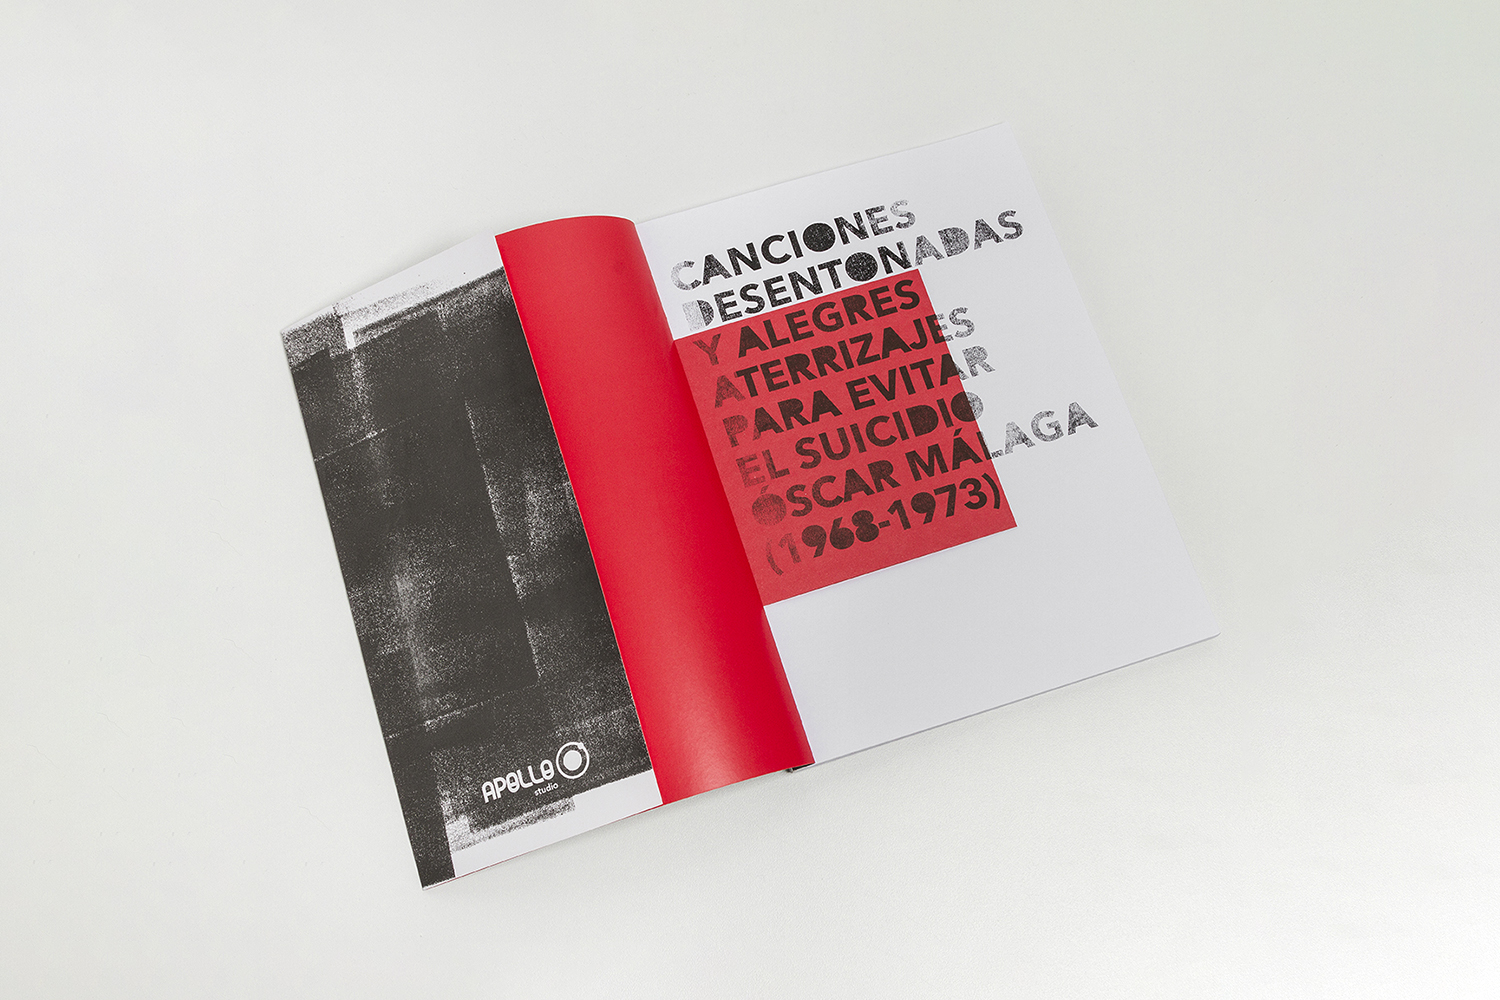 APOLLO
studio
CANCIONES
DESENTONADAS
Y ALEGRES
ATERRIZAJES
PARA EVITAR
EL SUICIDIO
ÓSCAR MÁLAGA
(1968-1973)